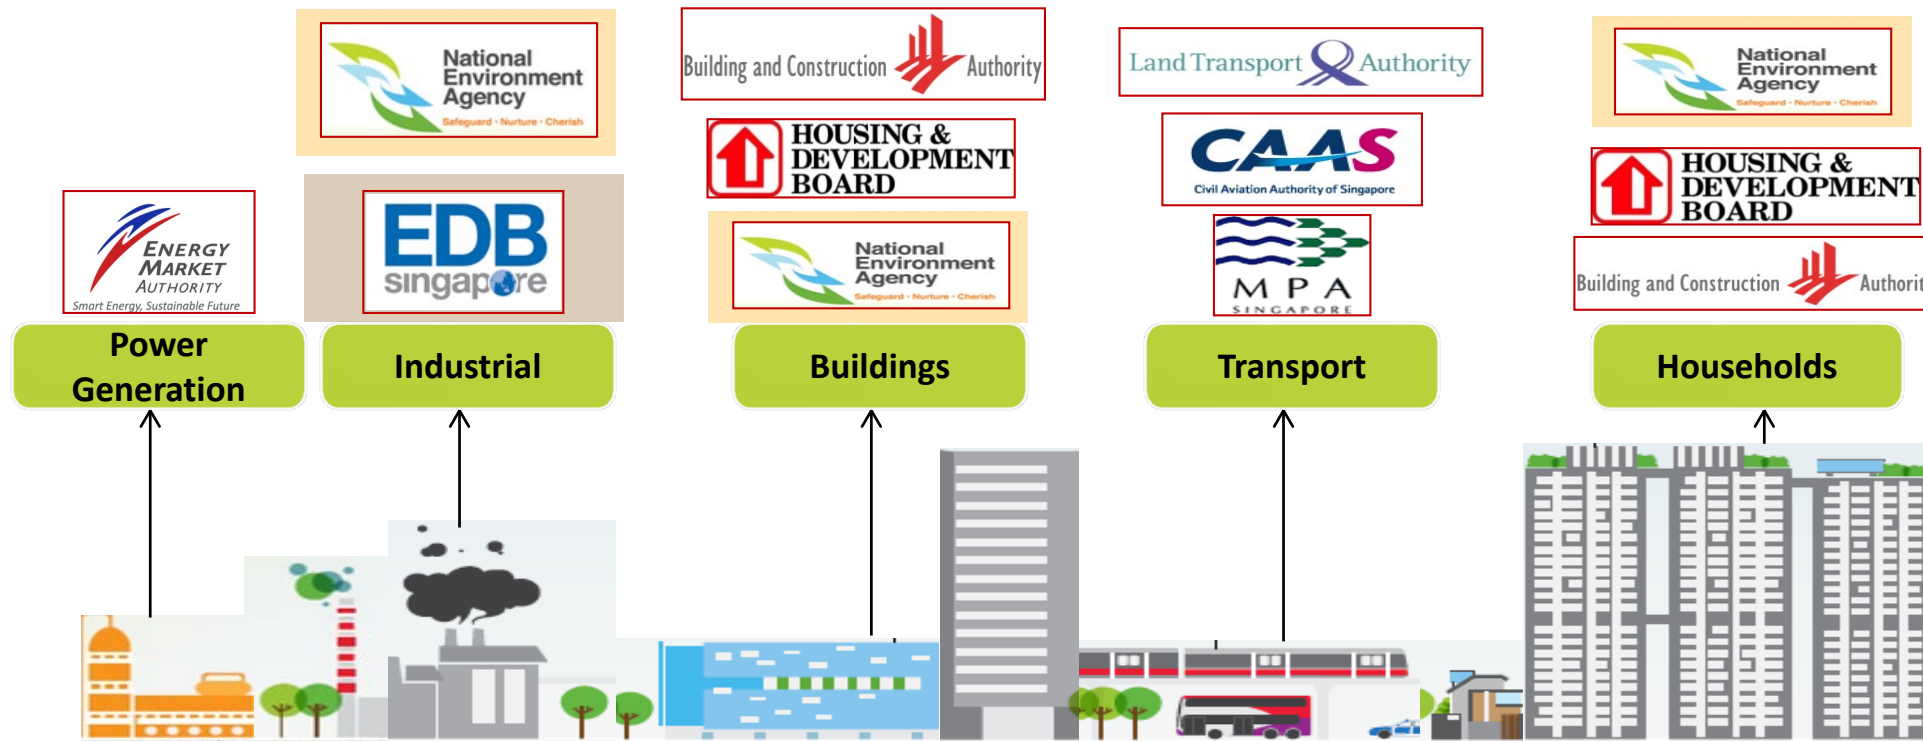 National
Environment
Agency
Safeguard · Nurture · Cherish
Building and Construction Authority
Land Transport Authority
National
Environment
Agency
Safeguard · Nurture · Cherish
HOUSING &
DEVELOPMENT
BOARD
CAAS
Civil Aviation Authority of Singapore
HOUSING &
DEVELOPMENT
BOARD
ENERGY
MARKET
AUTHORITY
Smart Energy, Sustainable Future
EDB
singapore
National
Environment
Agency
Safeguard · Nurture · Cherish
MPA
SINGAPORE
Building and Construction Authorit
Power
Generation
Industrial
Buildings
Transport
Households